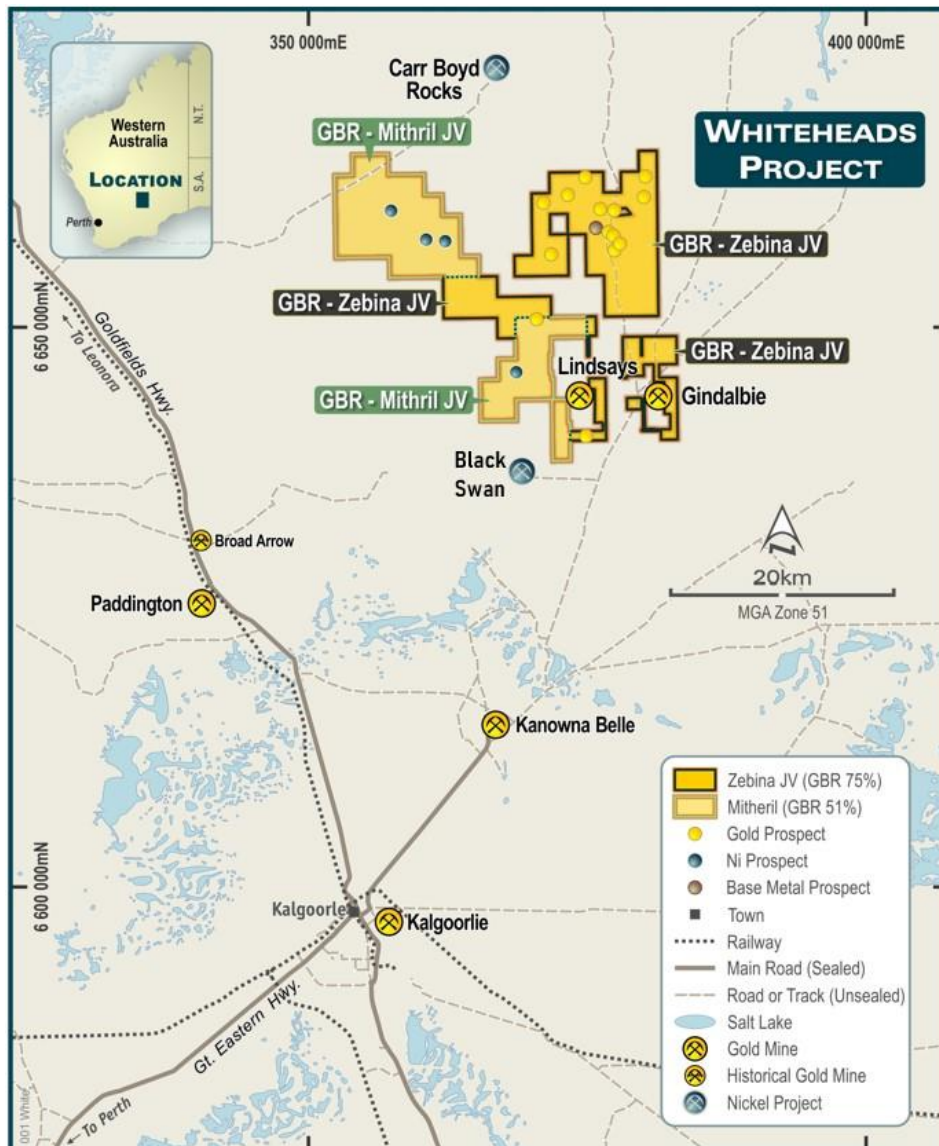 350 000mE
400 000mE
Carr Boyd
Rocks
Western
Australia
N.T.
S.A.
LOCATION
Perth
GBR - Mithril JV
WHITEHEADS
PROJECT
GBR - Zebina JV
GBR - Zebina JV
6 650 000mN
To Leonora
Goldfields Hwy.
GBR - Zebina JV
Lindsays
GBR - Mithril JV
Gindalbie
Black
Swan
Broad Arrow
Paddington
20km
MGA Zone 51
Kanowna Belle
6 600 000mN
Kalgoorle
Kalgoorlie
Gt. Eastern Hwy.
To Perth
001 White
Zebina JV (GBR 75%)
Mitheril (GBR 51%)
Gold Prospect
Ni Prospect
Base Metal Prospect
Town
Railway
Main Road (Sealed)
Road or Track (Unsealed)
Salt Lake
Gold Mine
Historical Gold Mine
Nickel Project